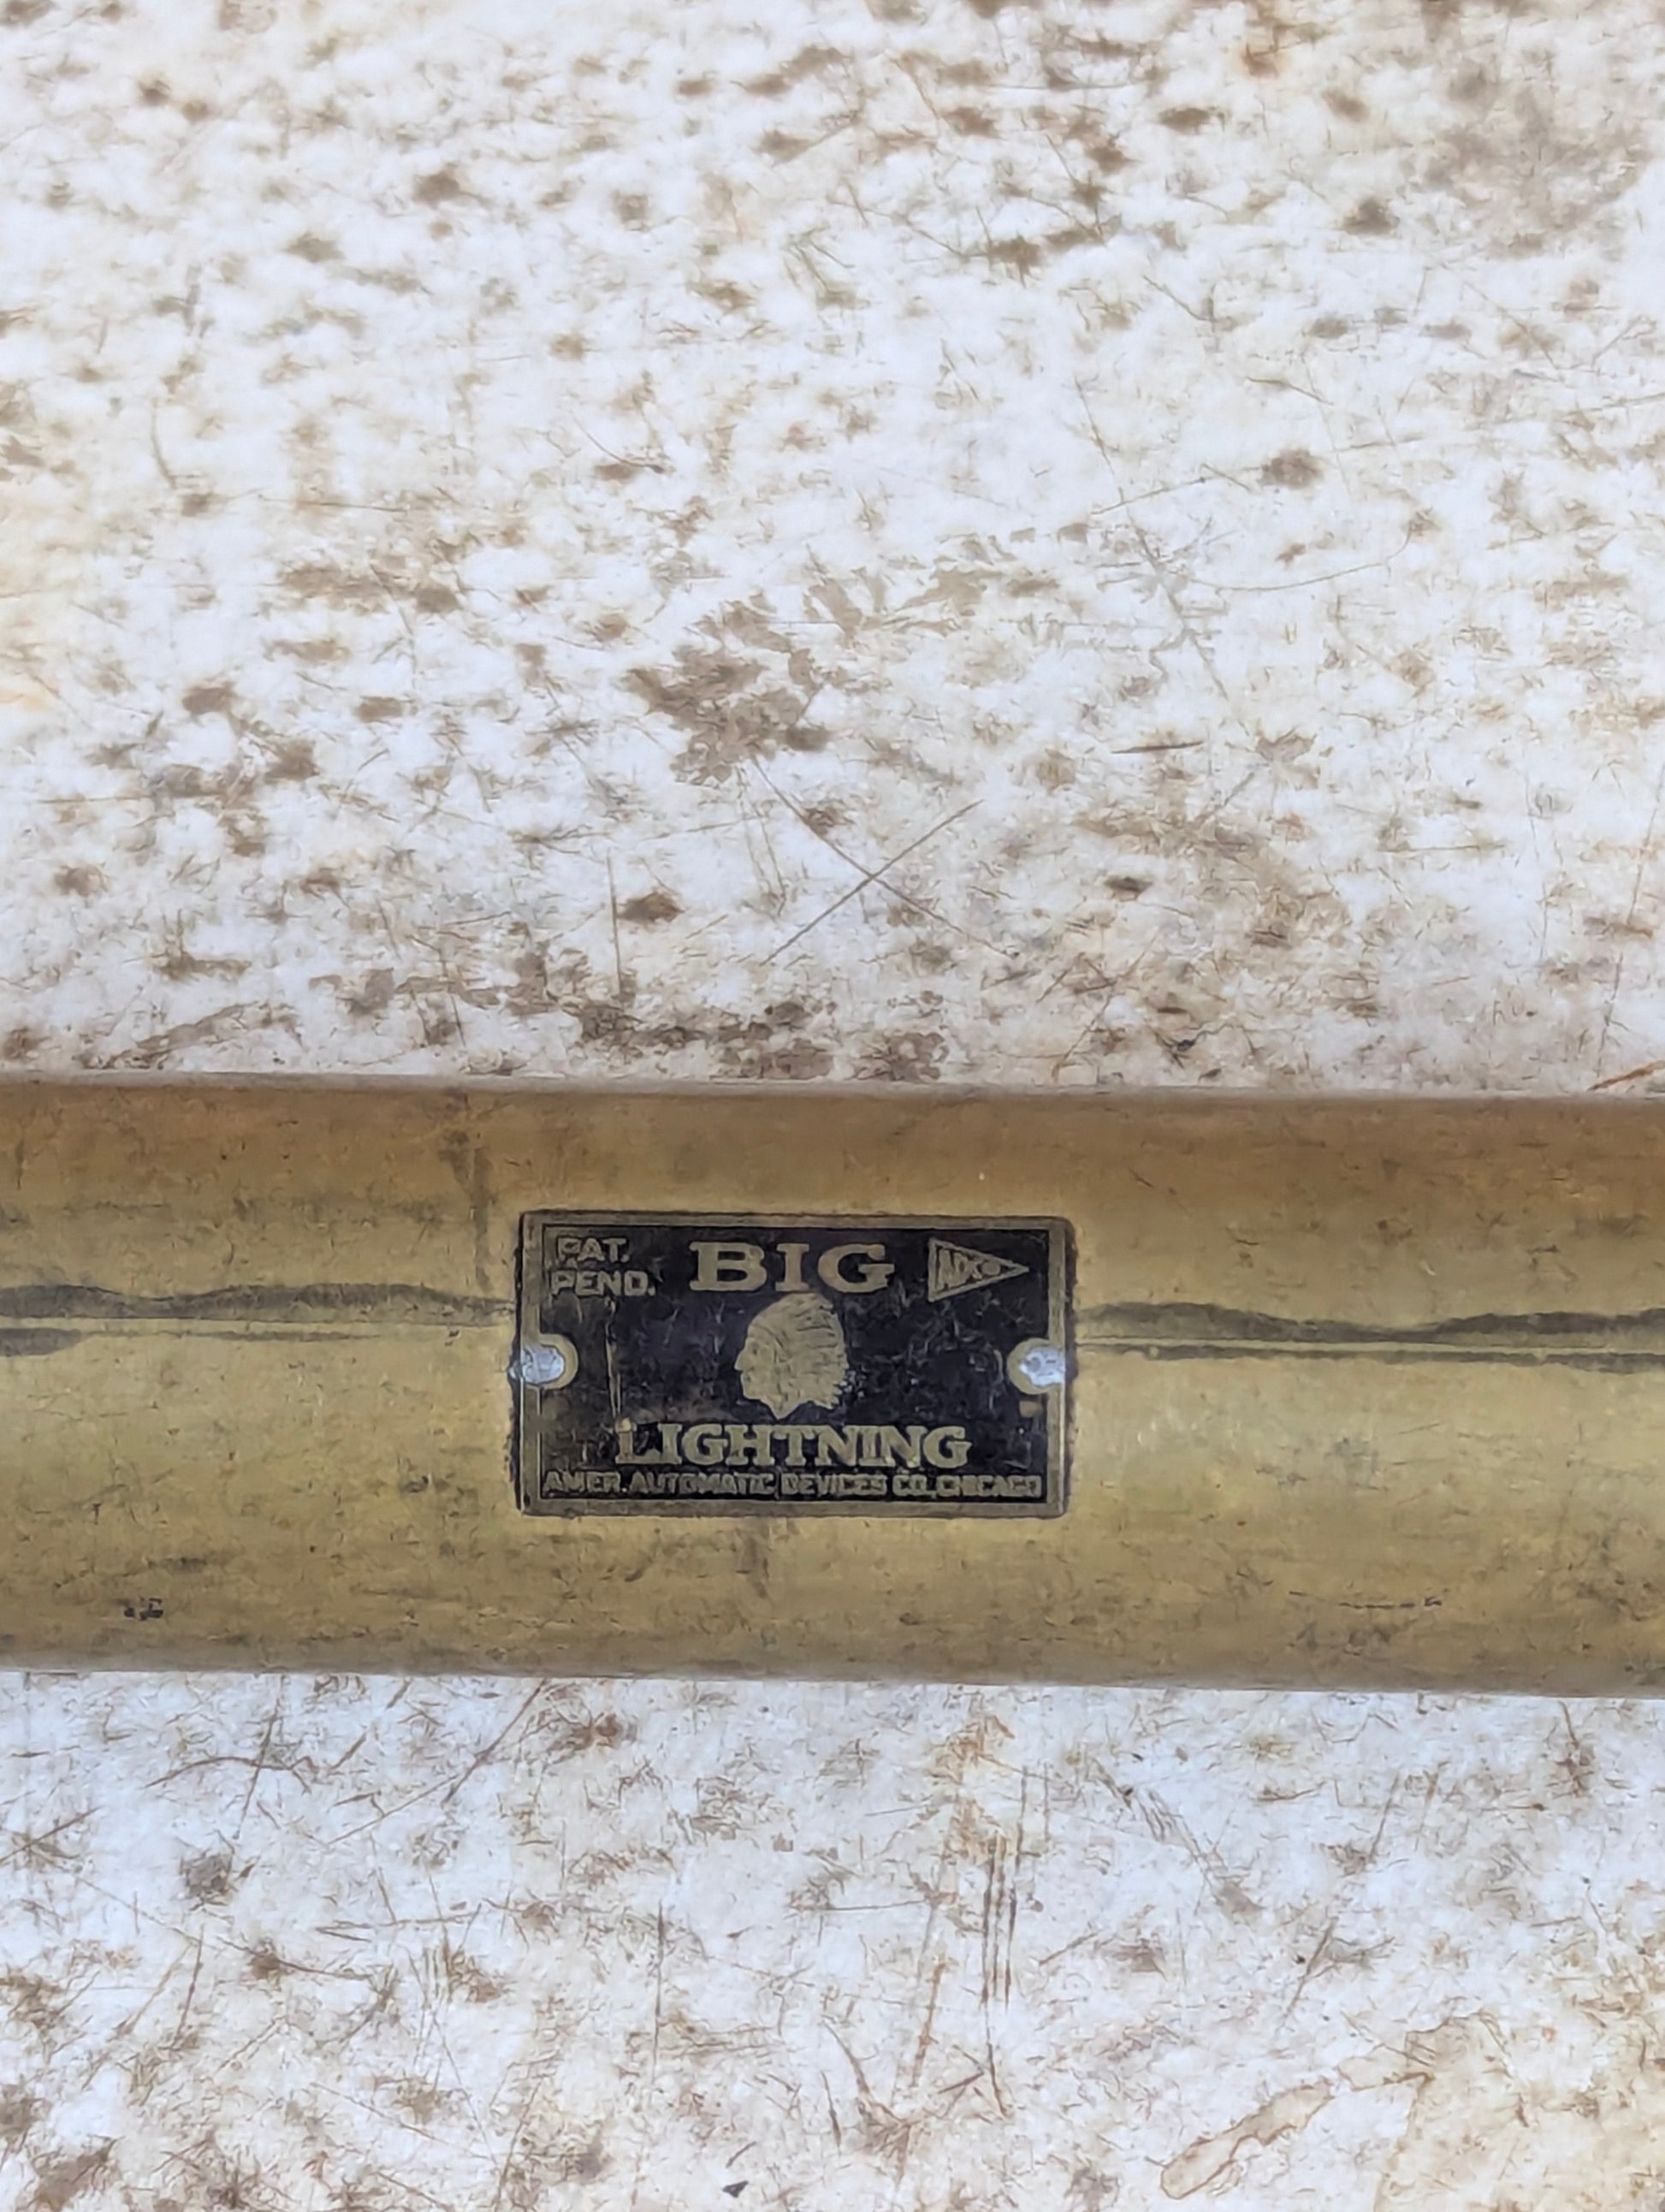 PAT. BIG
PEND.
LIGHTNING
AMER. AUTOMATIC DEVICES CO., CHICAGO